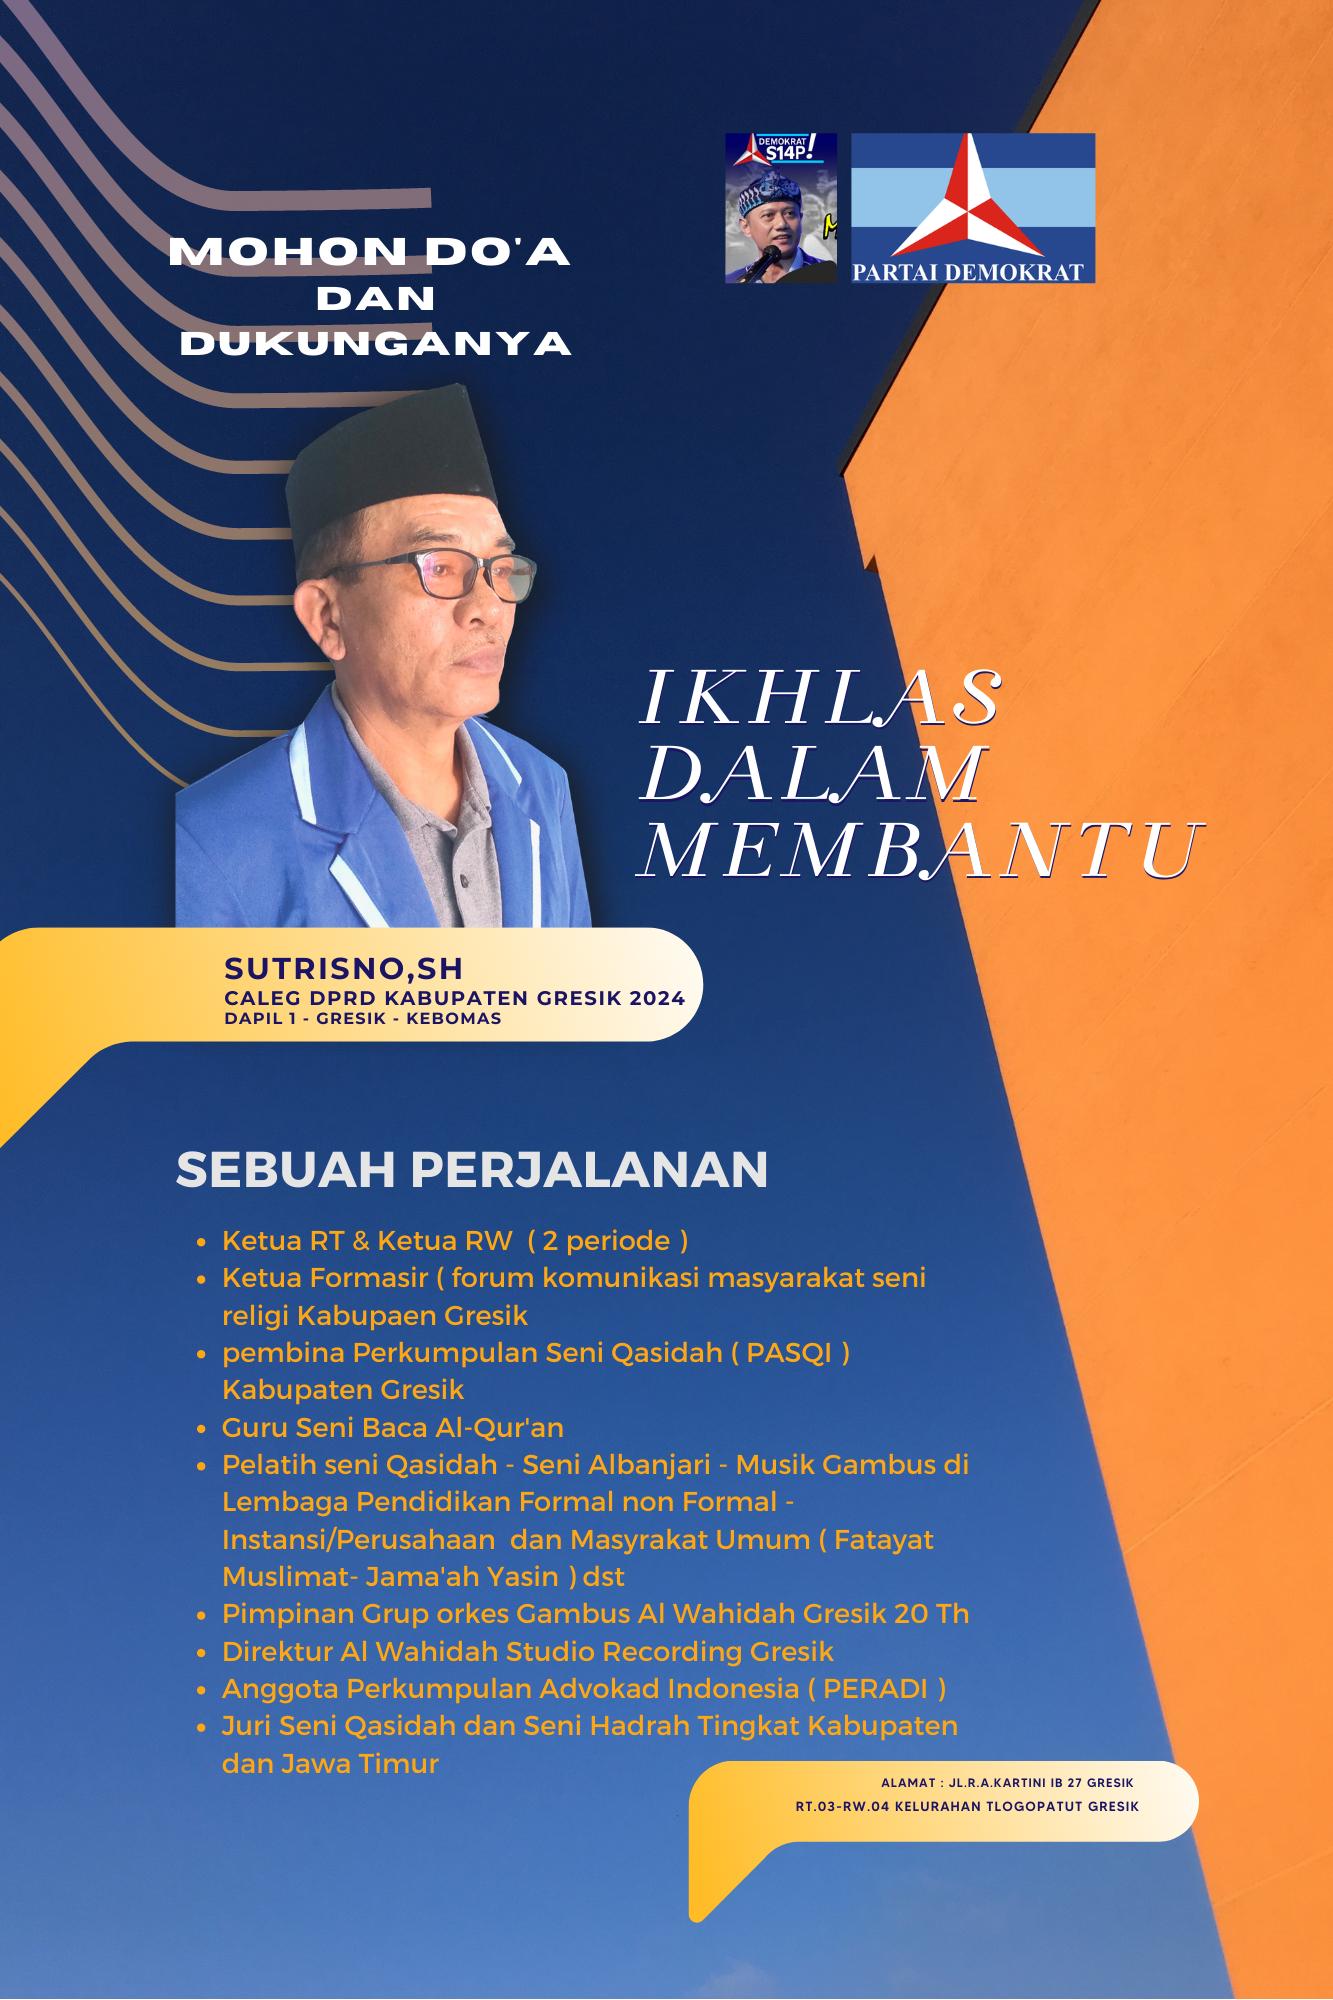 DEMOKRAT
S14P!
PARTAI DEMOKRAT
MOHON DO'A
DAN
DUKUNGANYA
IKHLAS
DALAM
MEMBANTU
SUTRISNO,SH
CALEG DPRD KABUPATEN GRESIK 2024
DAPIL 1 - GRESIK - KEBOMAS
SEBUAH PERJALANAN
Ketua RT & Ketua RW ( 2 periode )
Ketua Formasir ( forum komunikasi masyarakat seni
religi Kabupaen Gresik
pembina Perkumpulan Seni Qasidah ( PASQI )
Kabupaten Gresik
Guru Seni Baca Al-Qur'an
Pelatih seni Qasidah - Seni Albanjari - Musik Gambus di
Lembaga Pendidikan Formal non Formal -
Instansi/Perusahaan dan Masyrakat Umum ( Fatayat
Muslimat- Jama'ah Yasin ) dst
Pimpinan Grup orkes Gambus Al Wahidah Gresik 20 Th
Direktur Al Wahidah Studio Recording Gresik
Anggota Perkumpulan Advokad Indonesia ( PERADI )
Juri Seni Qasidah dan Seni Hadrah Tingkat Kabupaten
dan Jawa Timur
ALAMAT : JL.R.A.KARTINI IB 27 GRESIK
RT.03-RW.04 KELURAHAN TLOGOPATUT GRESIK